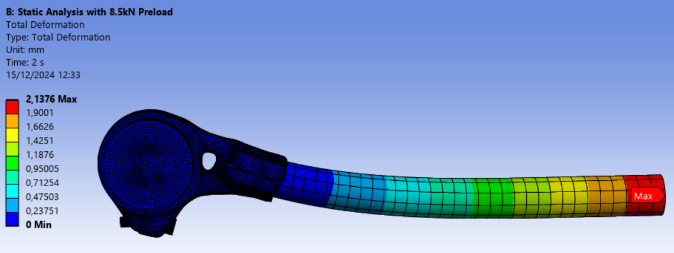 B: Static Analysis with 8.5kN Preload
Total Deformation
Type: Total Deformation
Unit: mm
Time: 2 s
15/12/2024 12:33
2,1376 Max
1,9001
1,6626
1,4251
1,1876
0,95005
0,71254
0,47503
0,23751
0 Min
Max